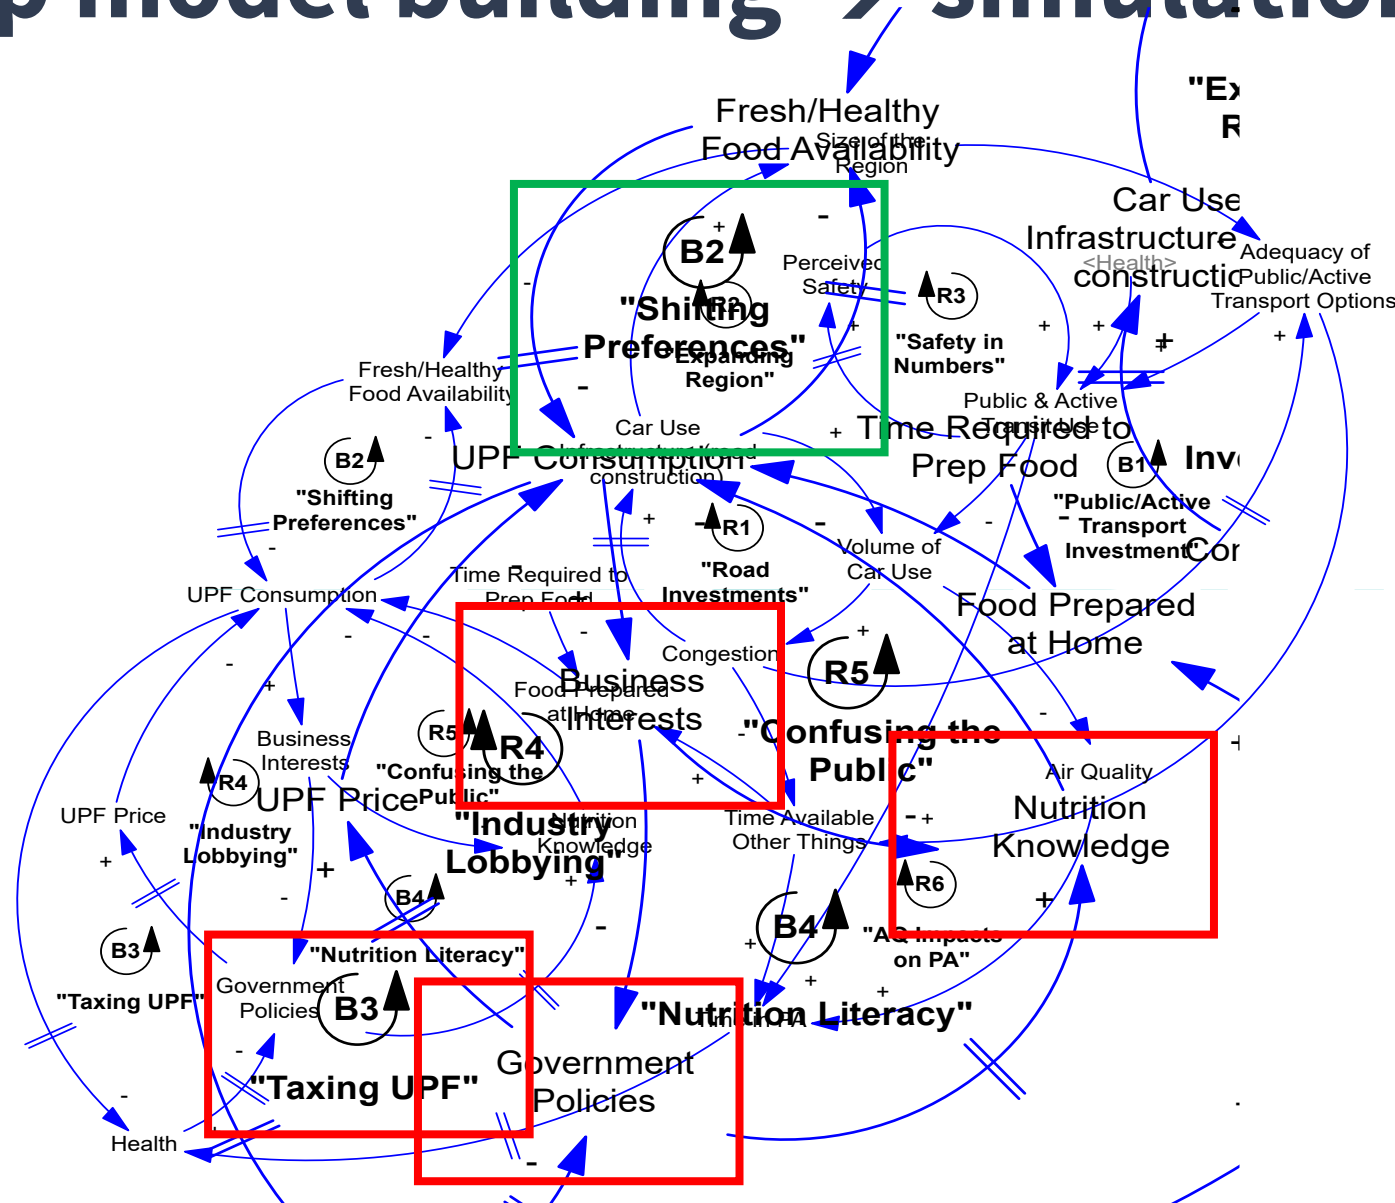 p model building → simulation
"Ex
R
Fresh/Healthy
Food Availability
Size of the
Region
Car Use
Infrastructure
constructio
<Health>
Adequacy of
Public/Active
Transport Options
B2
"Shifting
Preferences"
R2
"Expanding
Region"
Perceived
Safety
R3
"Safety in
Numbers"
Fresh/Healthy
Food Availability
Public & Active
Transit Use
Time Required to
Prep Food
Car Use
Infrastructure (road
construction)
UPF Consumption
B2
"Shifting
Preferences"
B1
"Public/Active
Transport
Investment"
Inv
Cor
R1
"Road
Investments"
Volume of
Car Use
Time Required to
Prep Food
UPF Consumption
Food Prepared
at Home
Congestion
Business
Interests
Food Prepared
at Home
R5
"Confusing the
Public"
R4
R5
"Confusing the
Public"
Business
Interests
R4
"Industry
Lobbying"
UPF Price
UPF Price
"Industry
Lobbying"
Nutrition
Knowledge
Time Available
Other Things
Air Quality
Nutrition
Knowledge
R6
"AQ Impacts
on PA"
B4
"Nutrition Literacy"
B4
"Nutrition Literacy"
B3
"Taxing UPF"
Government
Policies
B3
"Taxing UPF"
Government
Policies
Health